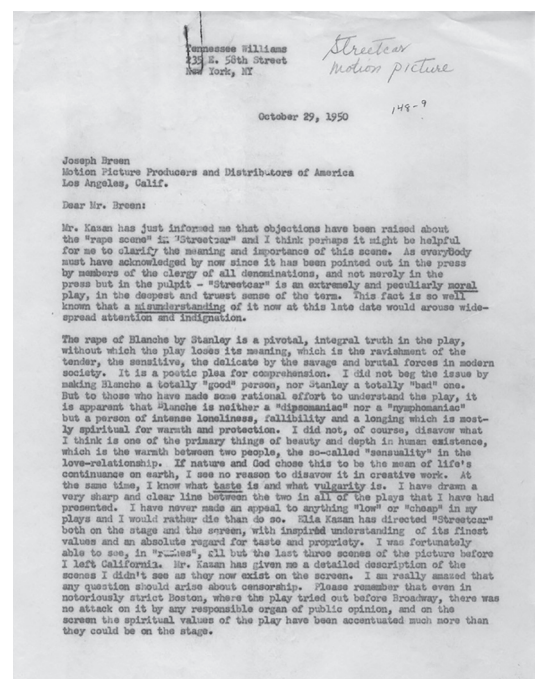 Tennessee Williams
235 E. 58th Street
New York, NY
Streetcar
Motion picture
148-9
October 29, 1950
Joseph Breen
Motion Picture Producers and Distributors of America
Los Angeles, Calif.
Dear Mr. Breen:
Mr. Kazan has just informed me that objections have been raised about
the "rape scene" in "Streetcar" and I think perhaps it might be helpful
for me to clarify the meaning and importance of this scene. As everybody
must have acknowledged by now since it has been pointed out in the press
by members of the clergy of all denominations, and not merely in the
press but in the pulpit - "Streetcar" is an extremely and peculiarly moral
play, in the deepest and truest sense of the term. This fact is so well
known that a misunderstanding of it now at this late date would arouse wide-
spread attention and indignation.
The rape of Blanche by Stanley is a pivotal, integral truth in the play,
without which the play loses its meaning, which is the ravishment of the
tender, the sensitive, the delicate by the savage and brutal forces in modern
society. It is a poetic plea for comprehension. I did not beg the issue by
making Blanche a totally "good" person, nor Stanley a totally "bad" one.
But to those who have made some rational effort to understand the play, it
is apparent that Blanche is neither a "dipsomaniac" nor a "nymphomaniac"
but a person of intense loneliness, fallibility and a longing which is most-
ly spiritual for warmth and protection. I did not, of course, disavow what
I think is one of the primary things of beauty and depth in human existence,
which is the warmth between two people, the so-called "sensuality" in the
love-relationship. If nature and God chose this to be the mean of life's
continuance on earth, I see no reason to disavow it in creative work. At
the same time, I know what taste is and what vulgarity is. I have drawn a
very sharp and clear line between the two in all of the plays that I have had
presented. I have never made an appeal to anything "low" or "cheap" in my
plays and I would rather die than do so. Elia Kazan has directed "Streetcar"
both on the stage and the screen, with inspired understanding of its finest
values and an absolute regard for taste and propriety. I was fortunately
able to see, in "rushes", all but the last three scenes of the picture before
I left California. Mr. Kazan has given me a detailed description of the
scenes I didn't see as they now exist on the screen. I am really amazed that
any question should arise about censorship. Please remember that even in
notoriously strict Boston, where the play tried out before Broadway, there was
no attack on it by any responsible organ of public opinion, and on the
screen the spiritual values of the play have been accentuated much more than
they could be on the stage.